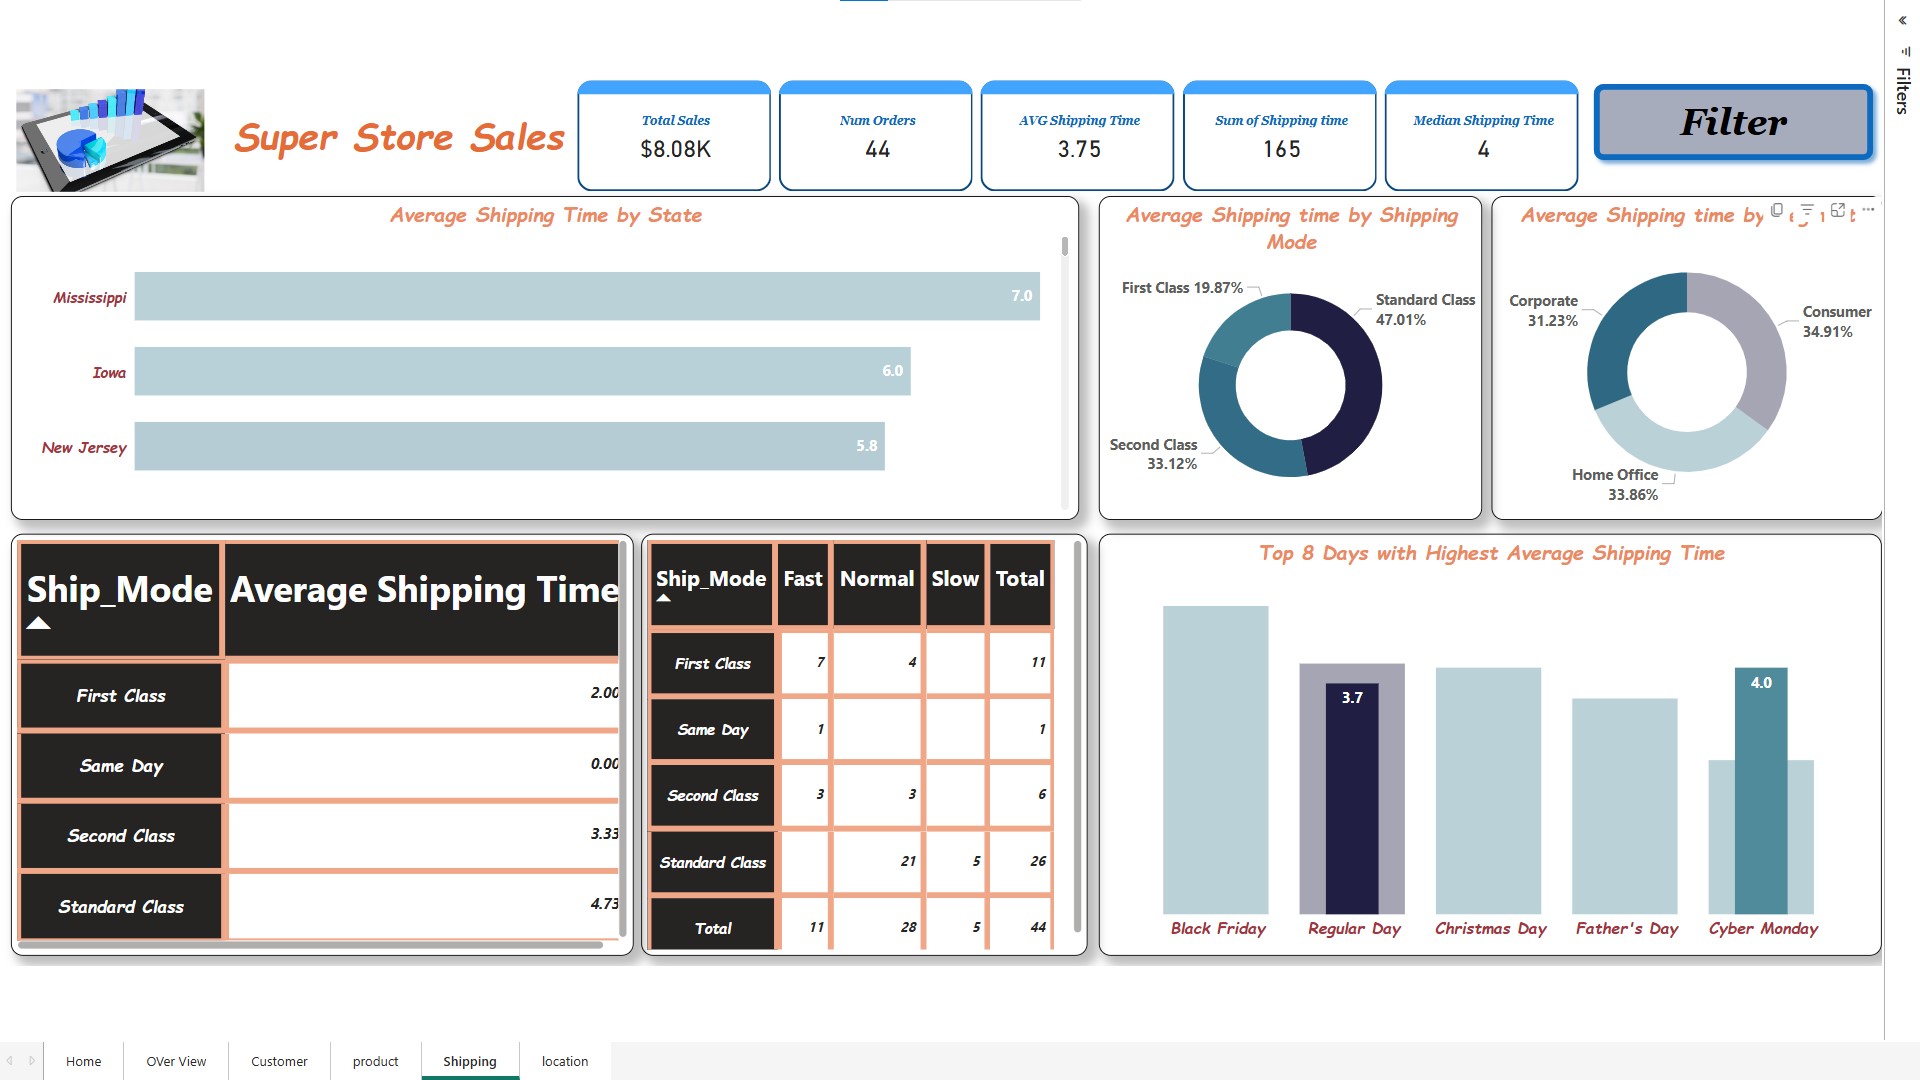 Filters
Super Store Sales
Total Sales
$8.08K
Num Orders
44
AVG Shipping Time
3.75
Sum of Shipping time
165
Median Shipping Time
4
Filter
Average Shipping Time by State
Mississippi 7.0
Iowa 6.0
New Jersey 5.8
Average Shipping time by Shipping
Mode
First Class 19.87%
Standard Class
47.01%
Second Class
33.12%
Average Shipping time by
Corporate
31.23%
Consumer
34.91%
Home Office
33.86%
Ship_Mode Average Shipping Time
First Class 2.00
Same Day 0.00
Second Class 3.33
Standard Class 4.73
Ship_Mode Fast Normal Slow Total
First Class 7 4 11
Same Day 1 1
Second Class 3 3 6
Standard Class 21 5 26
Total 11 28 5 44
Top 8 Days with Highest Average Shipping Time
3.7
4.0
Black Friday Regular Day Christmas Day Father's Day Cyber Monday
Home OVer View Customer product Shipping location